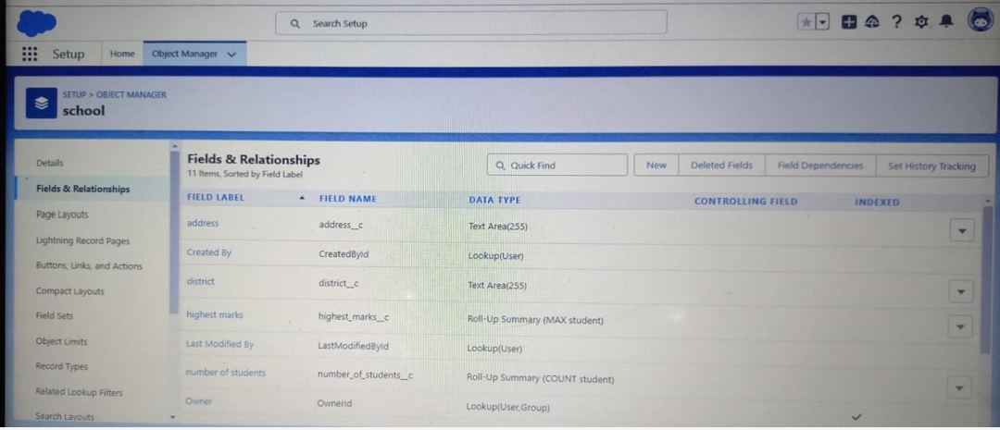 Search Setup
Setup Home Object Manager
SETUP > OBJECT MANAGER
school
Details
Fields & Relationships
Page Layouts
Lightning Record Pages
Buttons, Links, and Actions
Compact Layouts
Field Sets
Object Limits
Record Types
Related Lookup Filters
Search Layouts
Fields & Relationships
11 Items, Sorted by Field Label
Quick Find
New Deleted Fields Field Dependencies Set History Tracking
FIELD LABEL FIELD NAME DATA TYPE CONTROLLING FIELD INDEXED
address address__c Text Area(255)
Created By CreatedById Lookup(User)
district district__c Text Area(255)
highest marks highest_marks__c Roll-Up Summary (MAX student)
Last Modified By LastModifiedById Lookup(User)
number of students number_of_students__c Roll-Up Summary (COUNT student)
Owner OwnerId Lookup(User,Group)